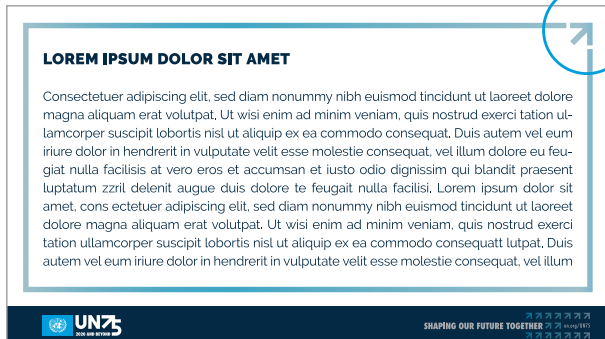 LOREM IPSUM DOLOR SIT AMET
Consectetuer adipiscing elit, sed diam nonummy nibh euismod tincidunt ut laoreet dolore
magna aliquam erat volutpat. Ut wisi enim ad minim veniam, quis nostrud exerci tation ul-
lamcorper suscipit lobortis nisl ut aliquip ex ea commodo consequat. Duis autem vel eum
iriure dolor in hendrerit in vulputate velit esse molestie consequat, vel illum dolore eu feu-
giat nulla facilisis at vero eros et accumsan et iusto odio dignissim qui blandit praesent
luptatum zzril delenit augue duis dolore te feugait nulla facilisi. Lorem ipsum dolor sit
amet, cons ectetuer adipiscing elit, sed diam nonummy nibh euismod tincidunt ut laoreet
dolore magna aliquam erat volutpat. Ut wisi enim ad minim veniam, quis nostrud exerci
tation ullamcorper suscipit lobortis nisl ut aliquip ex ea commodo consequatt lutpat. Duis
autem vel eum iriure dolor in hendrerit in vulputate velit esse molestie consequat, vel illum
UN75
2020 AND BEYOND
SHAPING OUR FUTURE TOGETHER
un.org/UN75